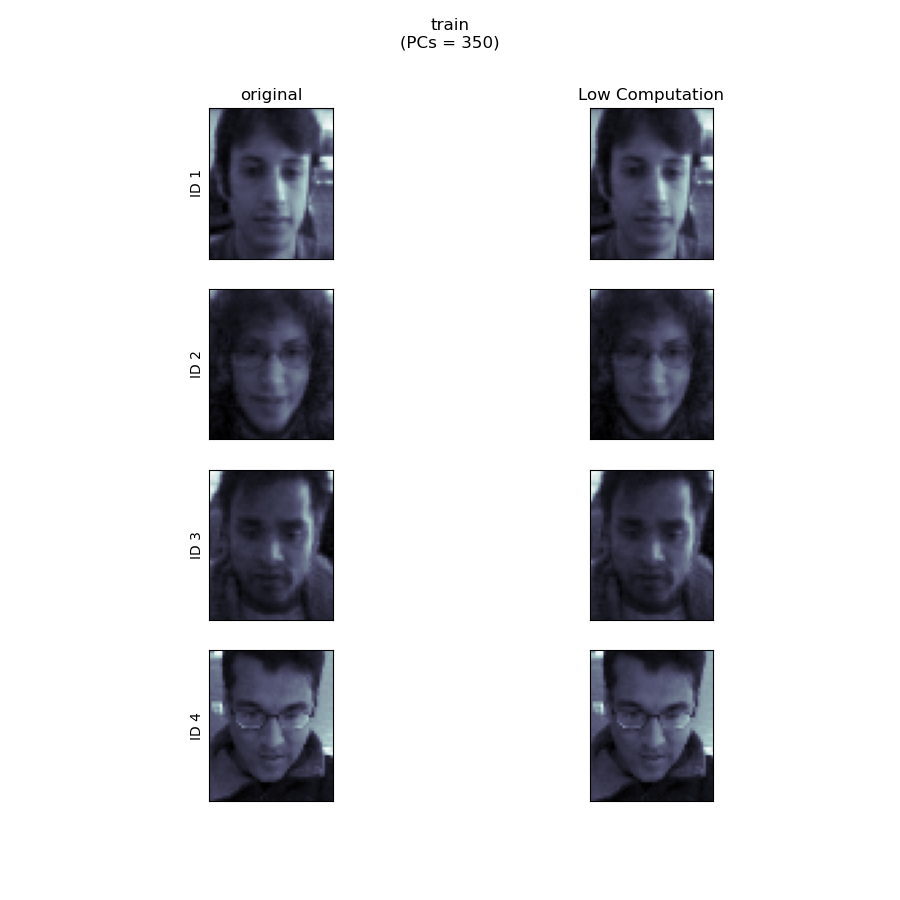 train
(PCs = 350)
original
Low Computation
ID 1
ID 2
ID 3
ID 4